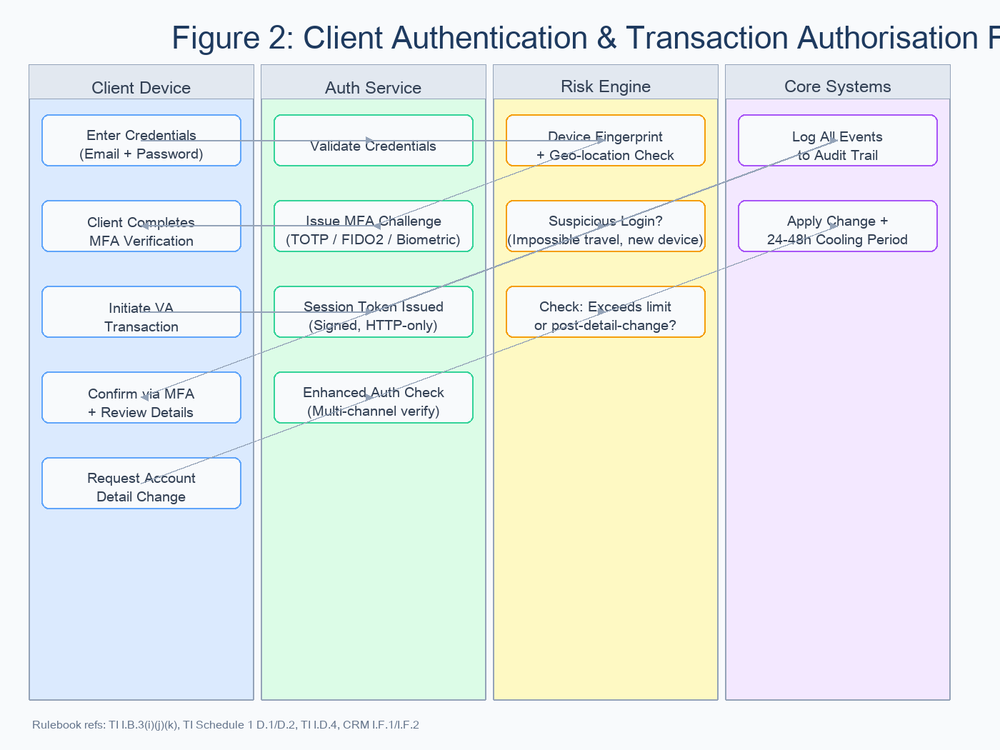 Figure 2: Client Authentication & Transaction Authorisation F
Client Device
Enter Credentials
(Email + Password)
Client Completes
MFA Verification
Initiate VA
Transaction
Confirm via MFA
+ Review Details
Request Account
Detail Change
Auth Service
Validate Credentials
Issue MFA Challenge
(TOTP / FIDO2 / Biometric)
Session Token Issued
(Signed, HTTP-only)
Enhanced Auth Check
(Multi-channel verify)
Risk Engine
Device Fingerprint
+ Geo-location Check
Suspicious Login?
(Impossible travel, new device)
Check: Exceeds limit
or post-detail-change?
Core Systems
Log All Events
to Audit Trail
Apply Change +
24-48h Cooling Period
Rulebook refs: TI I.B.3(i)(j)(k), TI Schedule 1 D.1/D.2, TI I.D.4, CRM I.F.1/I.F.2